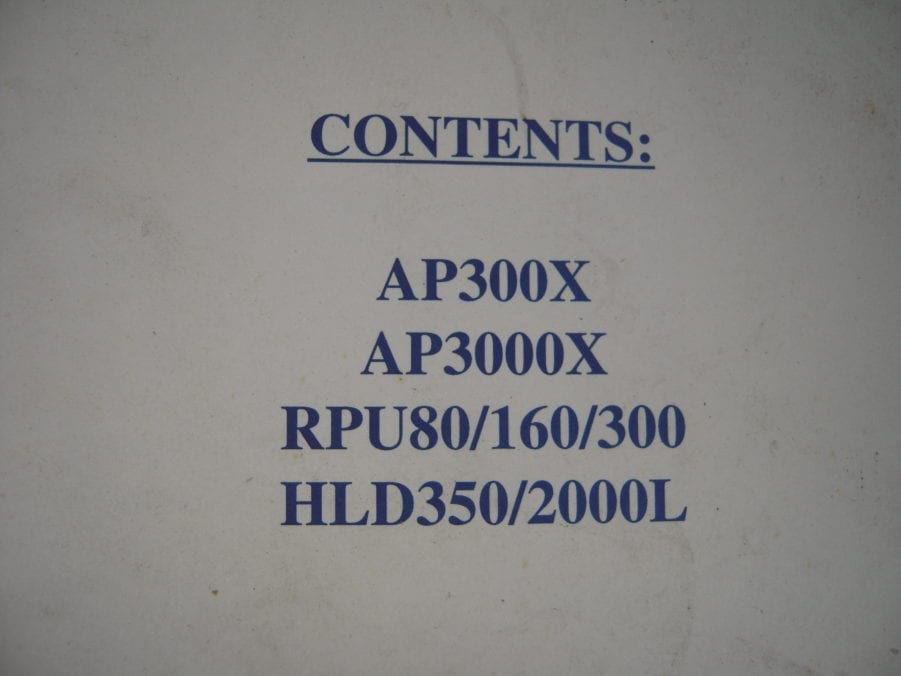 CONTENTS:
AP300X
AP3000X
RPU80/160/300
HLD350/2000L